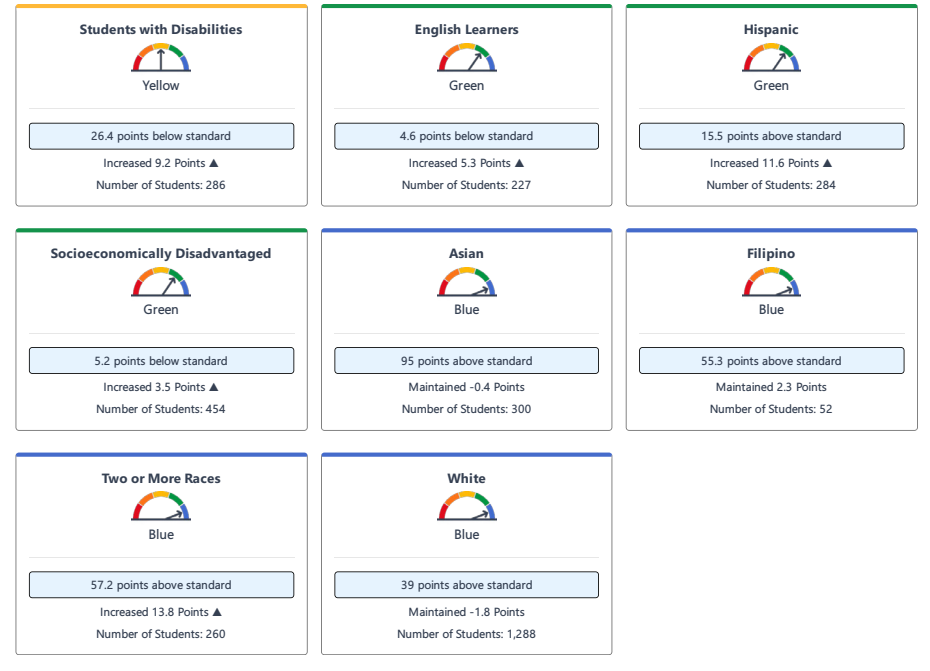 Students with Disabilities
Yellow
26.4 points below standard
Increased 9.2 Points ▲
Number of Students: 286
English Learners
Green
4.6 points below standard
Increased 5.3 Points ▲
Number of Students: 227
Hispanic
Green
15.5 points above standard
Increased 11.6 Points ▲
Number of Students: 284
Socioeconomically Disadvantaged
Green
5.2 points below standard
Increased 3.5 Points ▲
Number of Students: 454
Asian
Blue
95 points above standard
Maintained -0.4 Points
Number of Students: 300
Filipino
Blue
55.3 points above standard
Maintained 2.3 Points
Number of Students: 52
Two or More Races
Blue
57.2 points above standard
Increased 13.8 Points ▲
Number of Students: 260
White
Blue
39 points above standard
Maintained -1.8 Points
Number of Students: 1,288